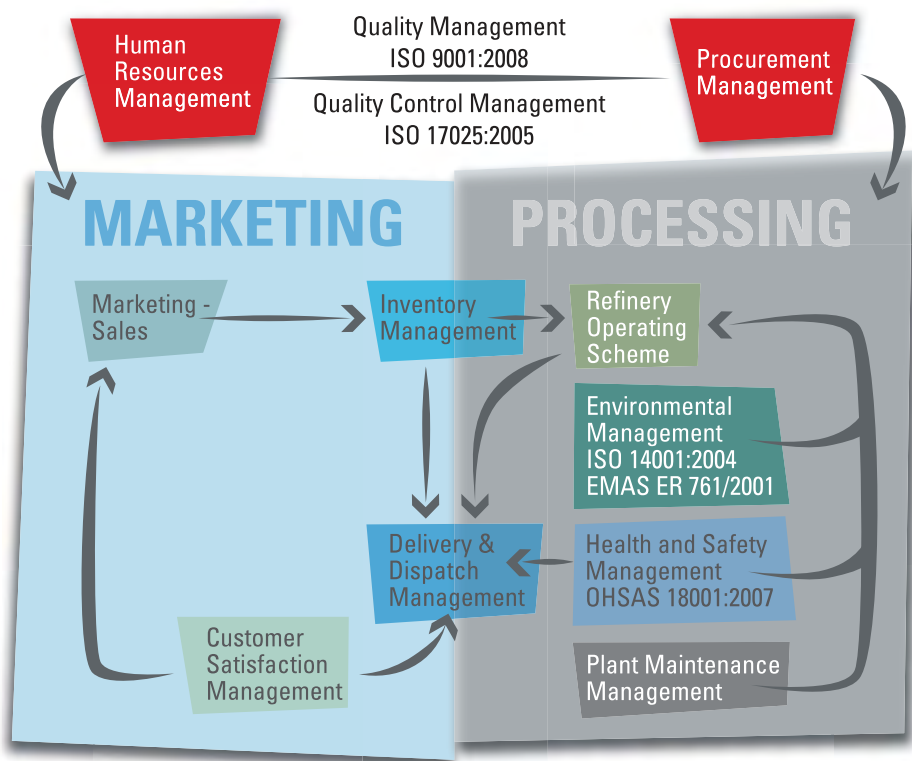 Human
Resources
Management
Quality Management
ISO 9001:2008
Quality Control Management
ISO 17025:2005
Procurement
Management
MARKETING
PROCESSING
Marketing -
Sales
Inventory
Management
Refinery
Operating
Scheme
Environmental
Management
ISO 14001:2004
EMAS ER 761/2001
Delivery &
Dispatch
Management
Health and Safety
Management
OHSAS 18001:2007
Customer
Satisfaction
Management
Plant Maintenance
Management